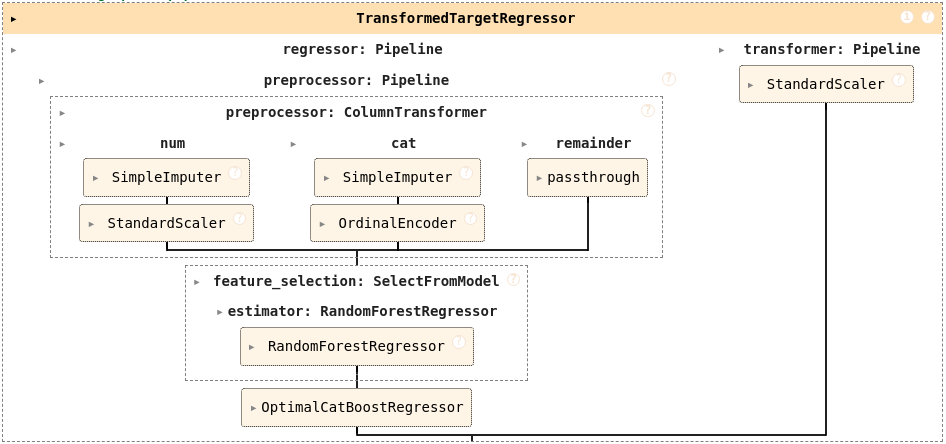 TransformedTargetRegressor i ?
regressor: Pipeline transformer: Pipeline
preprocessor: Pipeline ?
StandardScaler ?
preprocessor: ColumnTransformer ?
num cat remainder
SimpleImputer ? SimpleImputer ? passthrough
StandardScaler ? OrdinalEncoder ?
feature_selection: SelectFromModel ?
estimator: RandomForestRegressor
RandomForestRegressor ?
OptimalCatBoostRegressor